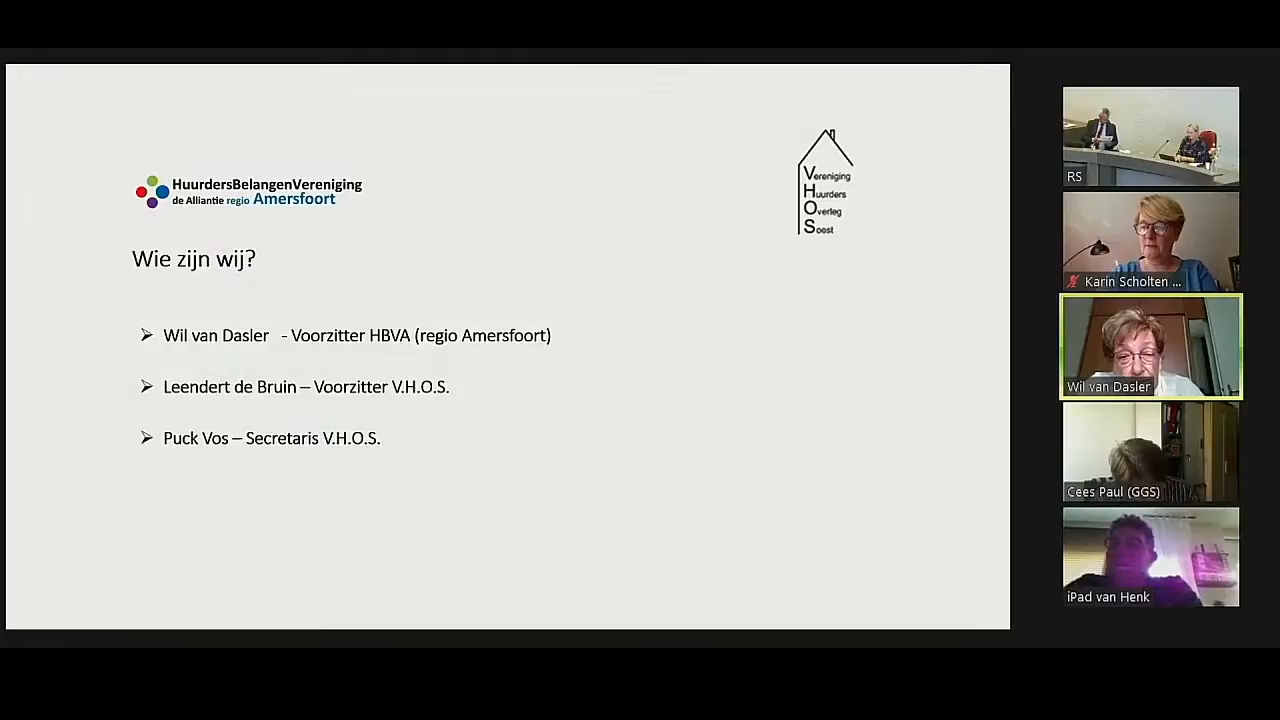 HuurdersBelangenVereniging
de Alliantie regio Amersfoort
Vereniging
Huurders
Overleg
Soest
Wie zijn wij?
Wil van Dasler - Voorzitter HBVA (regio Amersfoort)
Leendert de Bruin – Voorzitter V.H.O.S.
Puck Vos – Secretaris V.H.O.S.
RS
Karin Scholten ...
Wil van Dasler
Cees Paul (GGS)
iPad van Henk